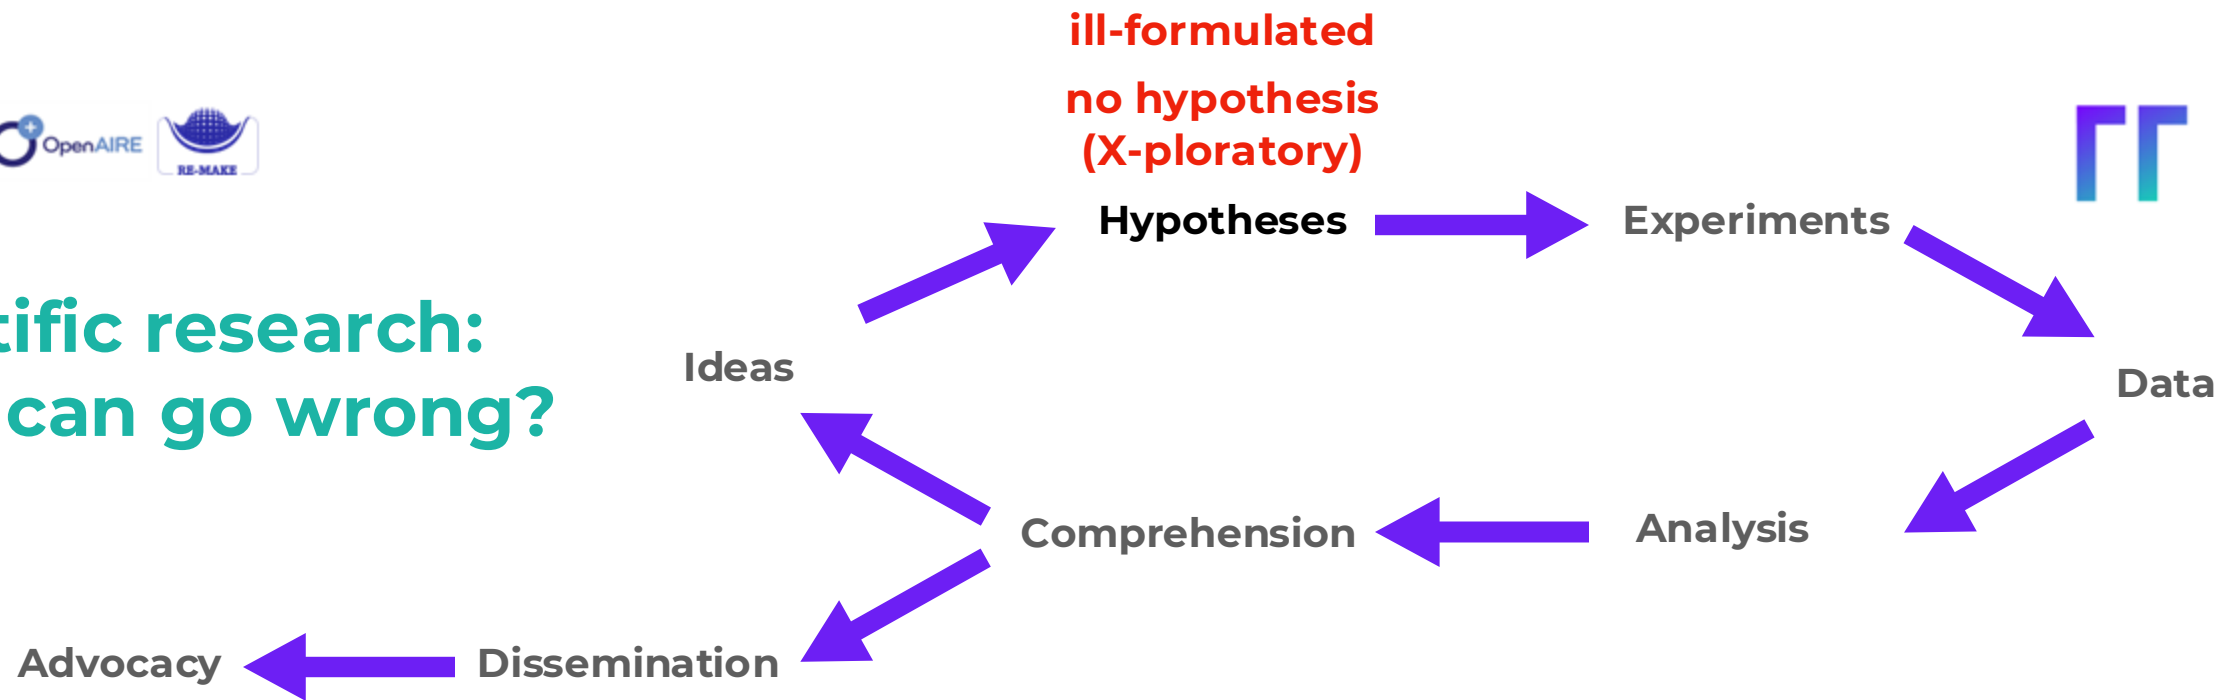 ill-formulated
no hypothesis
(X-ploratory)
OpenAIRE
RE-MAKE
Hypotheses
Experiments
tific research:
can go wrong?
Ideas
Data
Comprehension
Analysis
Advocacy
Dissemination